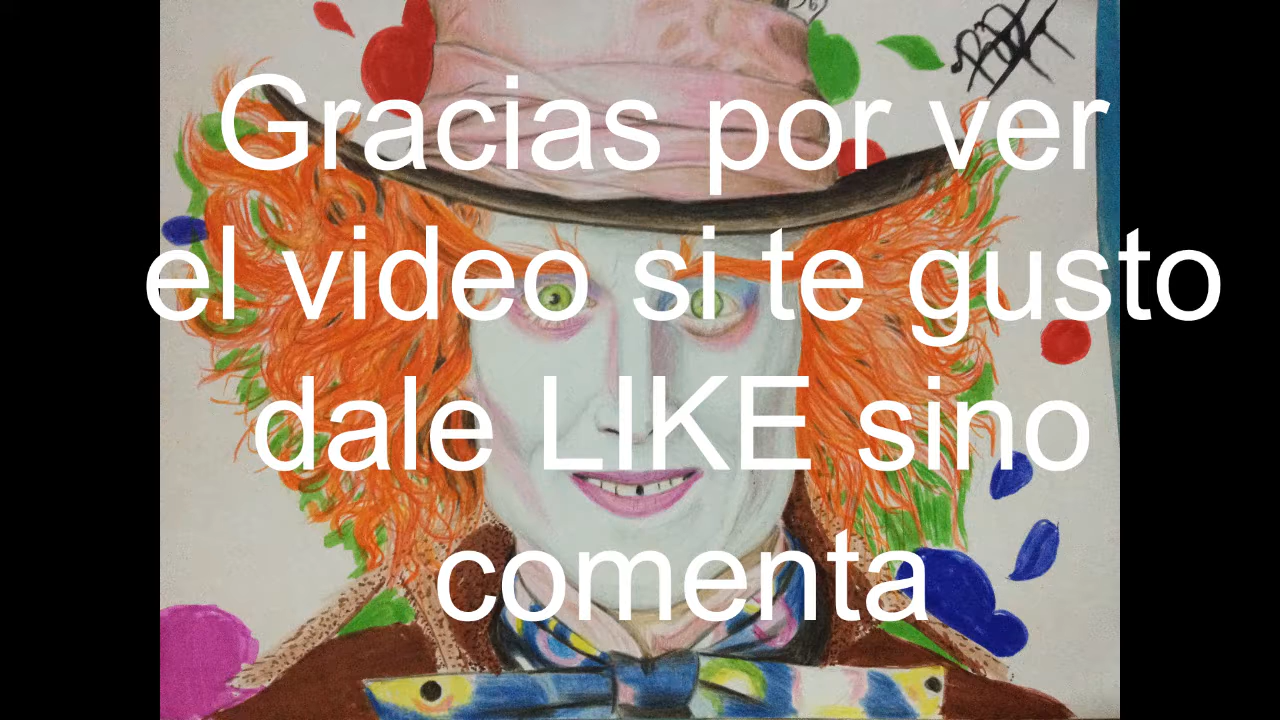 Gracias por ver
el video si te gusto
dale LIKE sino
comenta